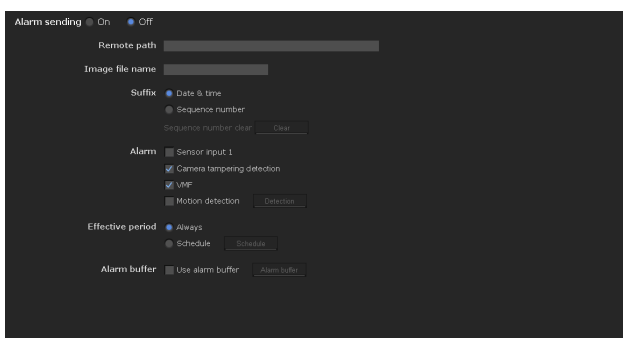 Alarm sending On Off
Remote path
Image file name
Suffix Date & time
Sequence number
Sequence number clear Clear
Alarm Sensor input 1
Camera tampering detection
VMF
Motion detection Detection
Effective period Always
Schedule Schedule
Alarm buffer Use alarm buffer Alarm buffer